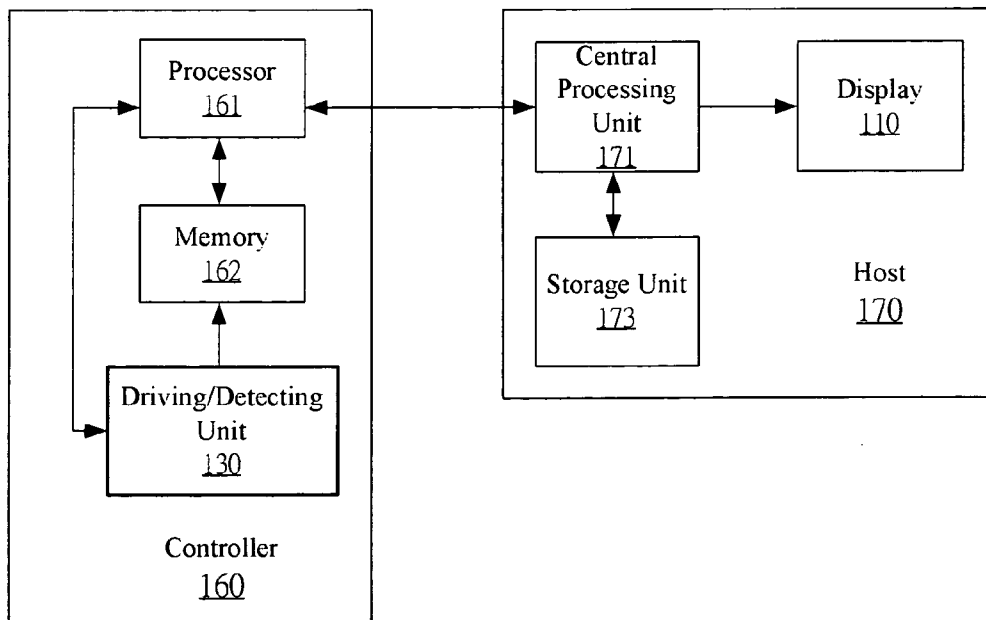 Processor
161
Memory
162
Driving/Detecting
Unit
130
Controller
160
Central
Processing
Unit
171
Display
110
Storage Unit
173
Host
170